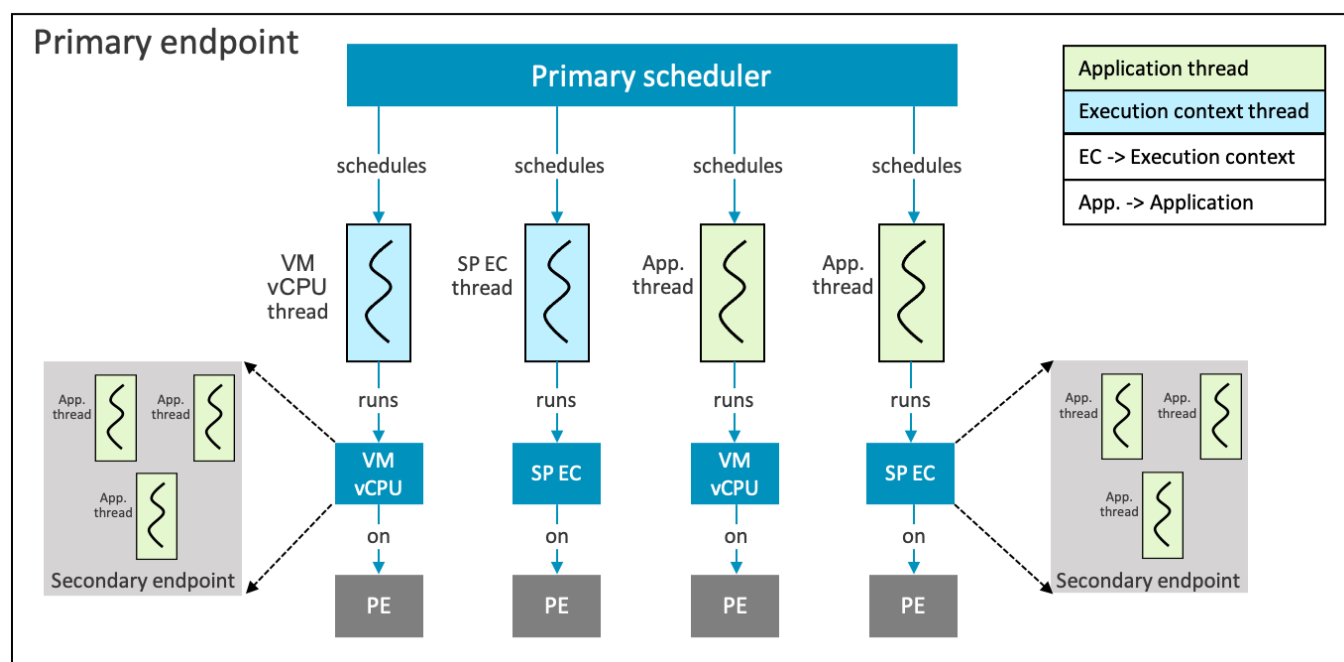 Primary endpoint
Primary scheduler
Application thread
Execution context thread
EC -> Execution context
App. -> Application
schedules
schedules
schedules
schedules
VM
vCPU
thread
SP EC
thread
App.
thread
App.
thread
runs
runs
runs
runs
App.
thread
App.
thread
App.
thread
Secondary endpoint
VM
vCPU
SP EC
VM
vCPU
SP EC
App.
thread
App.
thread
App.
thread
Secondary endpoint
on
on
on
on
PE
PE
PE
PE